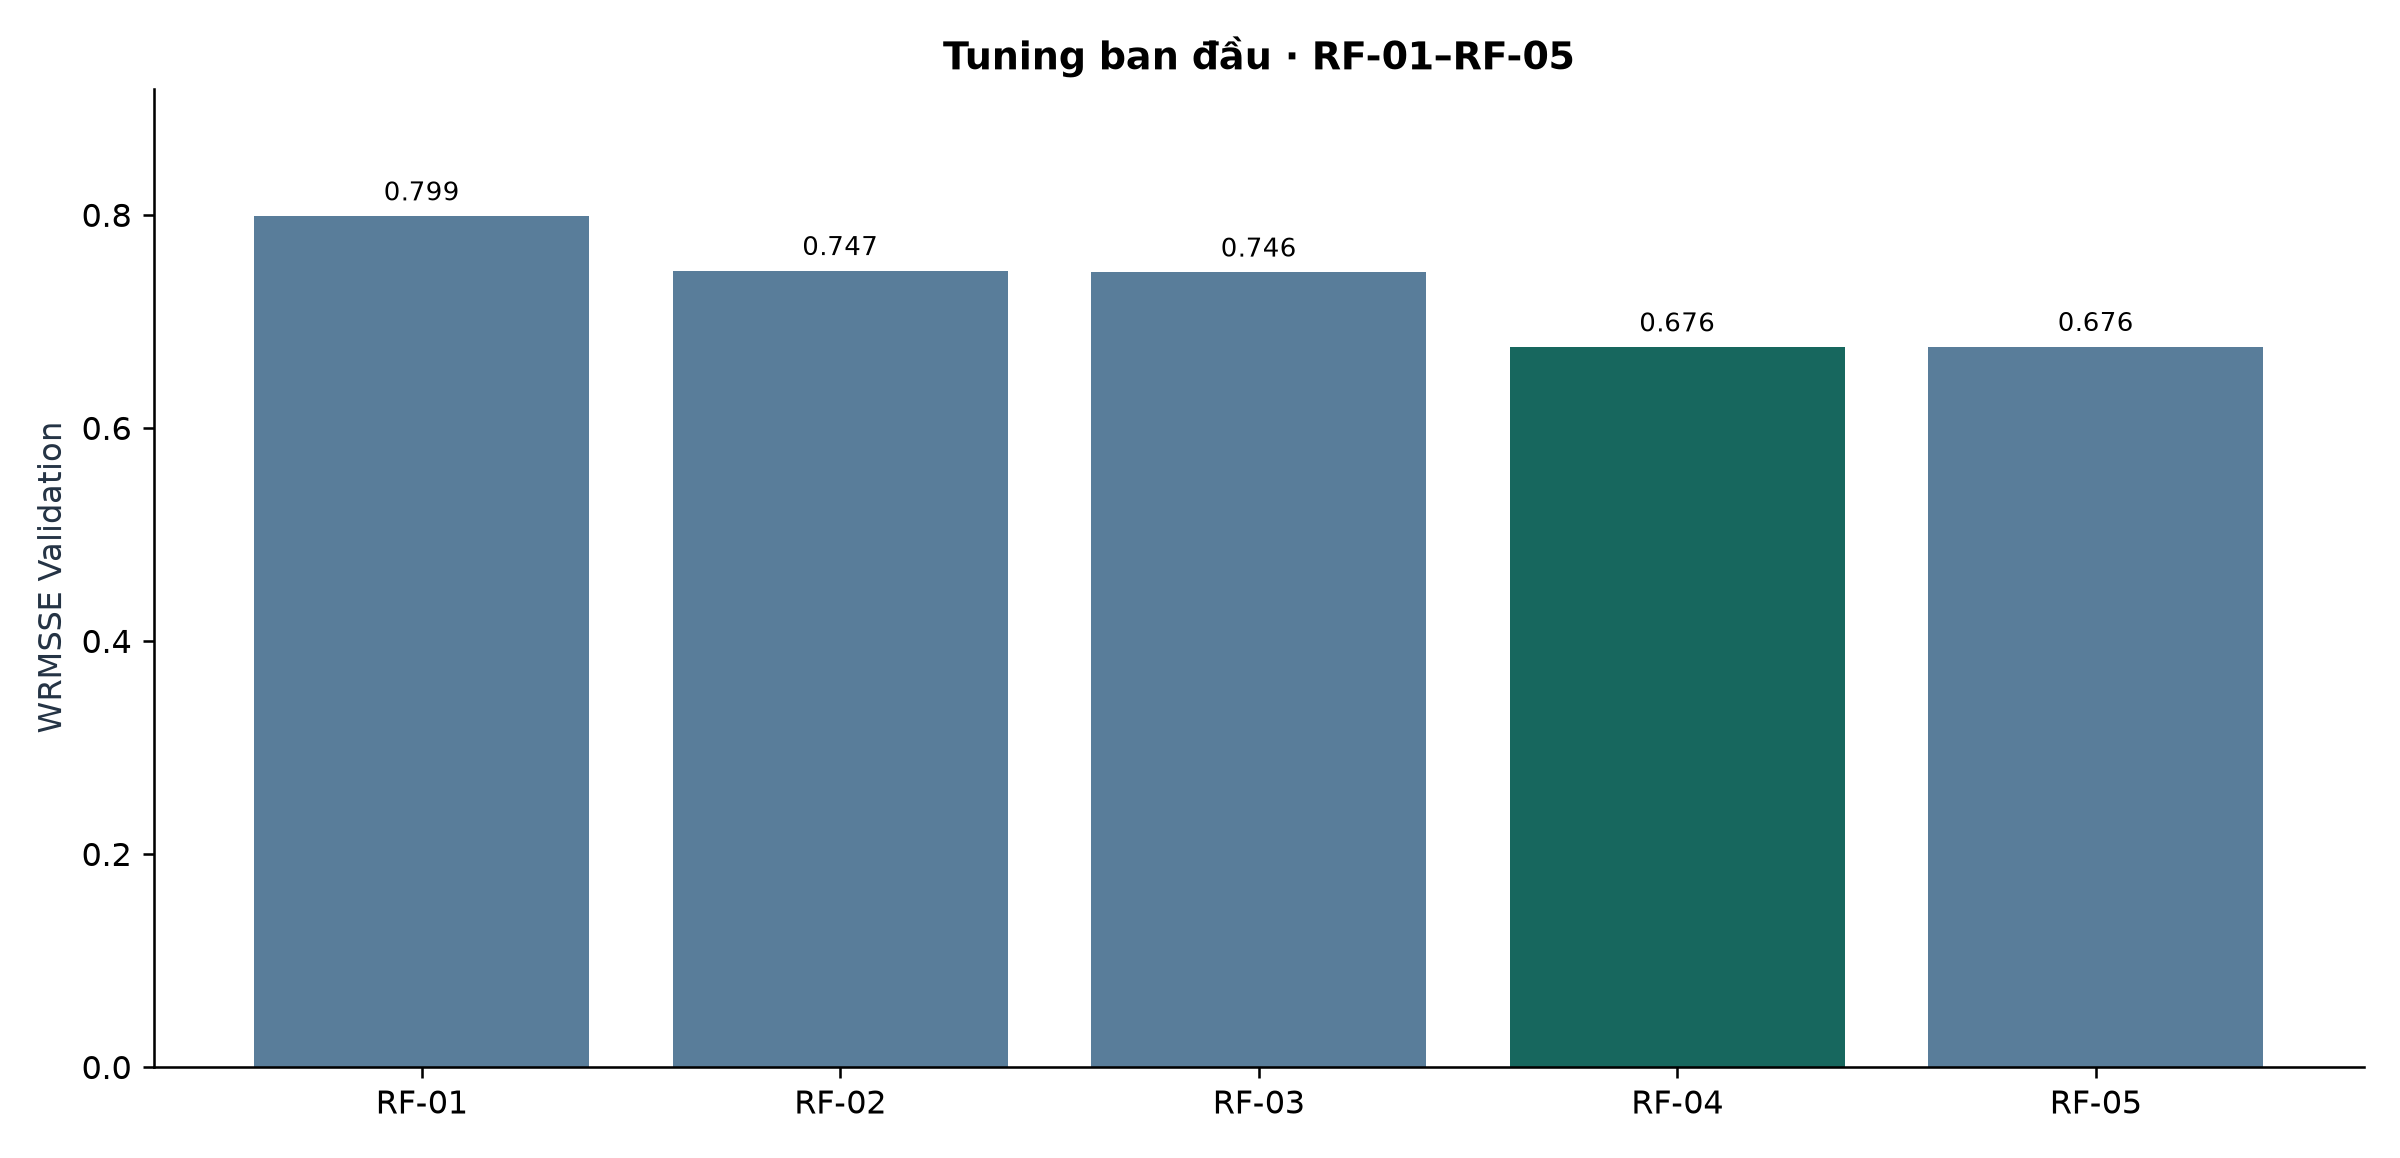 Tuning ban đầu · RF-01–RF-05
WRMSSE Validation
0.8
0.6
0.4
0.2
0.0
0.799
0.747
0.746
0.676
0.676
RF-01
RF-02
RF-03
RF-04
RF-05